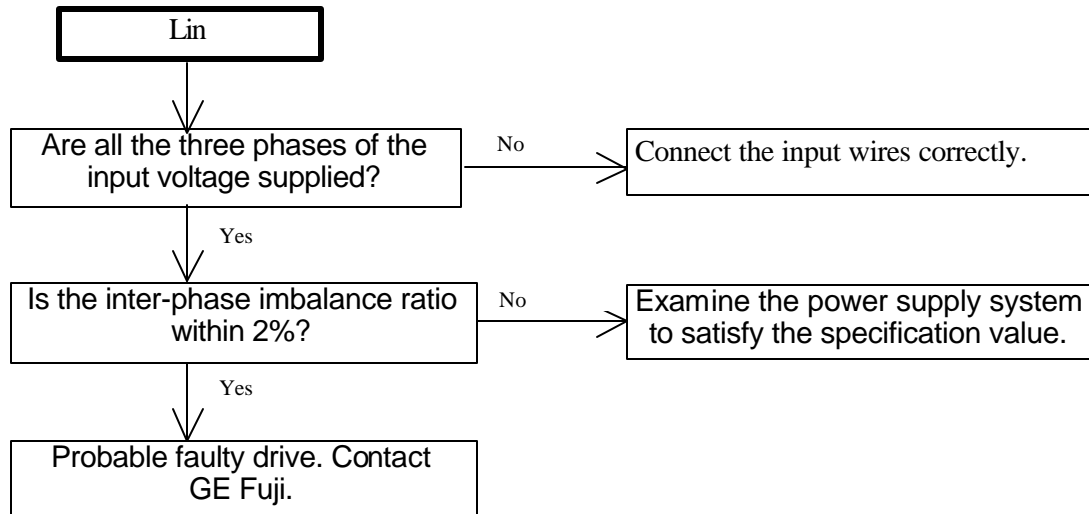 Lin
Are all the three phases of the
input voltage supplied?
No
Connect the input wires correctly.
Yes
Is the inter-phase imbalance ratio
within 2%?
No
Examine the power supply system
to satisfy the specification value.
Yes
Probable faulty drive. Contact
GE Fuji.